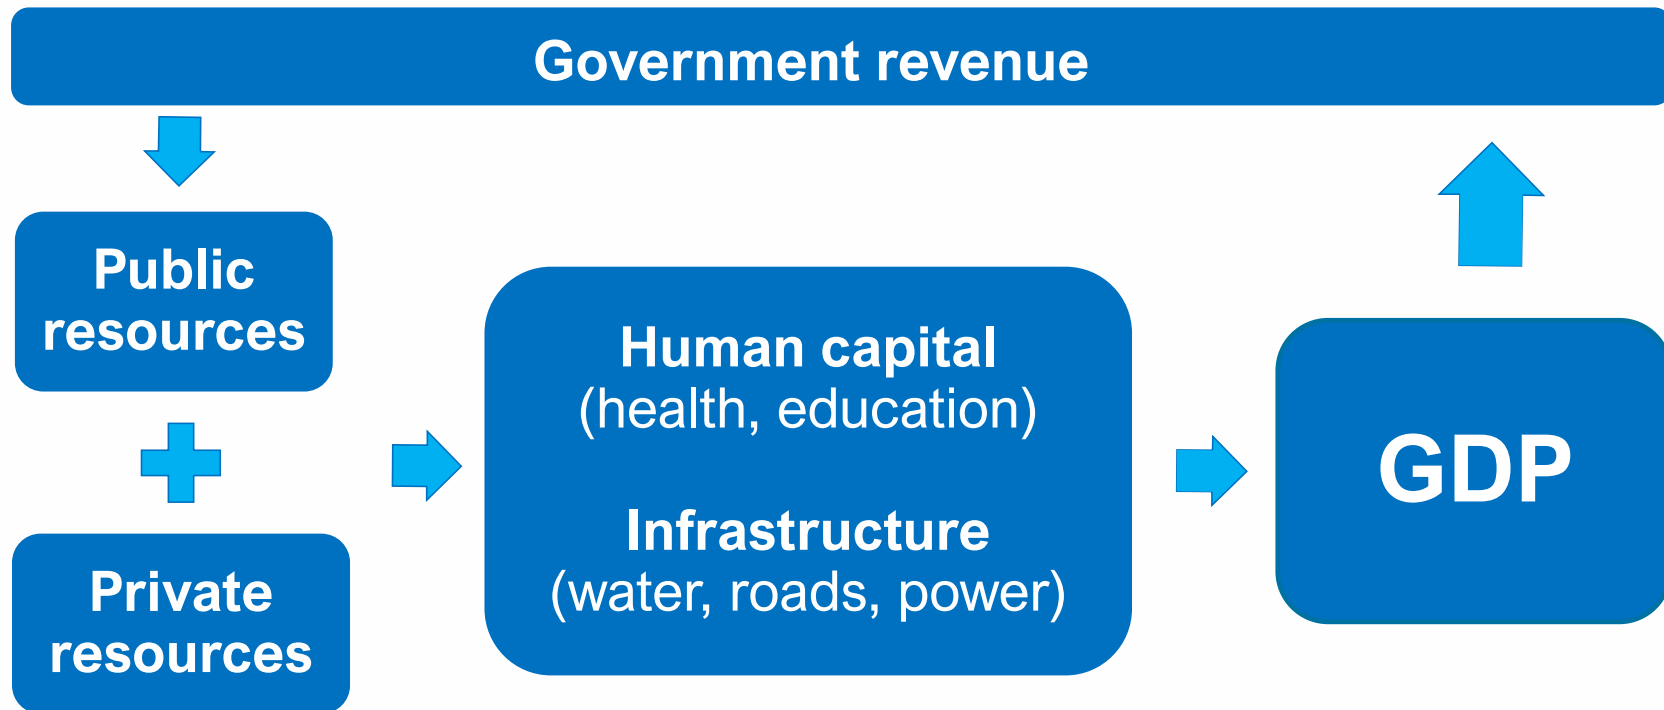 Government revenue
Public
resources
Private
resources
Human capital
(health, education)
Infrastructure
(water, roads, power)
GDP